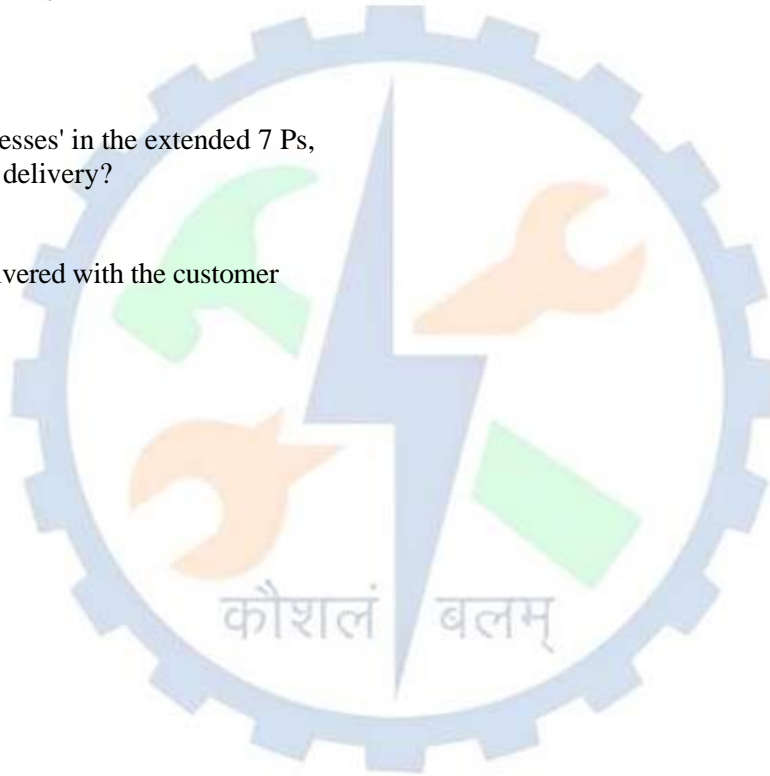 esses' in the extended 7 Ps,
delivery?
vered with the customer
कौशलं बलम्